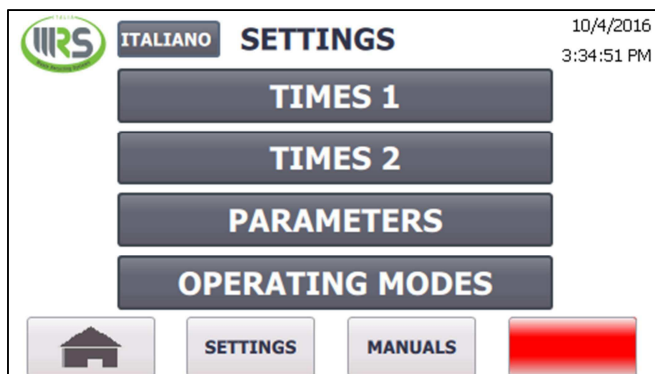 ITALIA
WRS
ITALIANO
SETTINGS
10/4/2016
3:34:51 PM
TIMES 1
TIMES 2
PARAMETERS
OPERATING MODES
SETTINGS
MANUALS